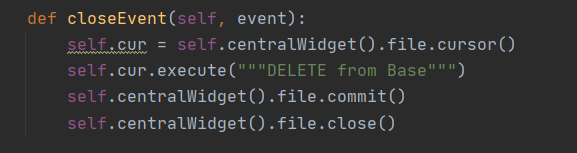 def closeEvent(self, event):
    self.cur = self.centralWidget().file.cursor()
    self.cur.execute("""DELETE from Base""")
    self.centralWidget().file.commit()
    self.centralWidget().file.close()